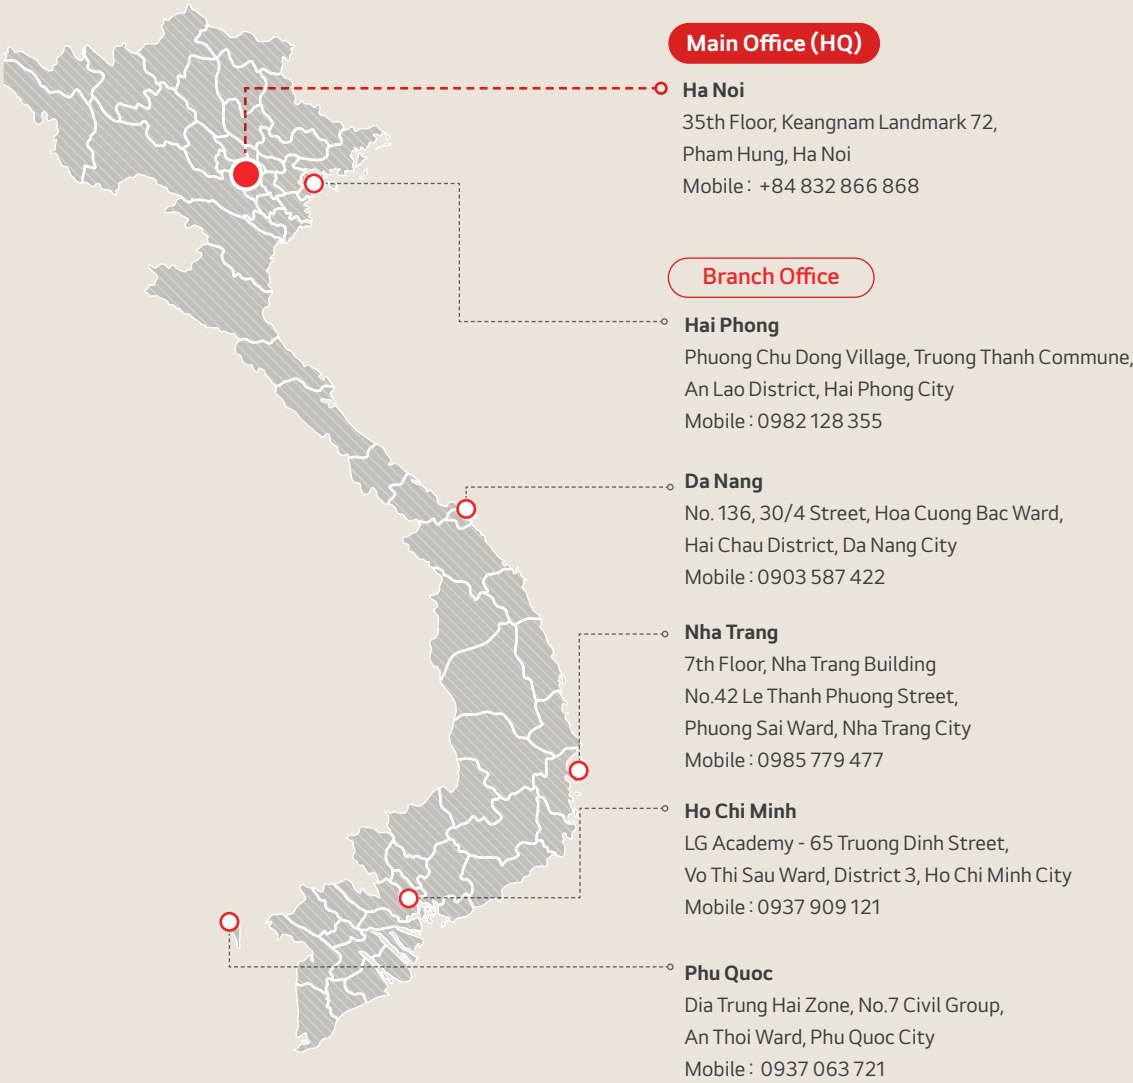 Main Office (HQ)
Ha Noi
35th Floor, Keangnam Landmark 72,
Pham Hung, Ha Noi
Mobile : +84 832 866 868
Branch Office
Hai Phong
Phuong Chu Dong Village, Truong Thanh Commune,
An Lao District, Hai Phong City
Mobile : 0982 128 355
Da Nang
No. 136, 30/4 Street, Hoa Cuong Bac Ward,
Hai Chau District, Da Nang City
Mobile : 0903 587 422
Nha Trang
7th Floor, Nha Trang Building
No.42 Le Thanh Phuong Street,
Phuong Sai Ward, Nha Trang City
Mobile : 0985 779 477
Ho Chi Minh
LG Academy - 65 Truong Dinh Street,
Vo Thi Sau Ward, District 3, Ho Chi Minh City
Mobile : 0937 909 121
Phu Quoc
Dia Trung Hai Zone, No.7 Civil Group,
An Thoi Ward, Phu Quoc City
Mobile : 0937 063 721